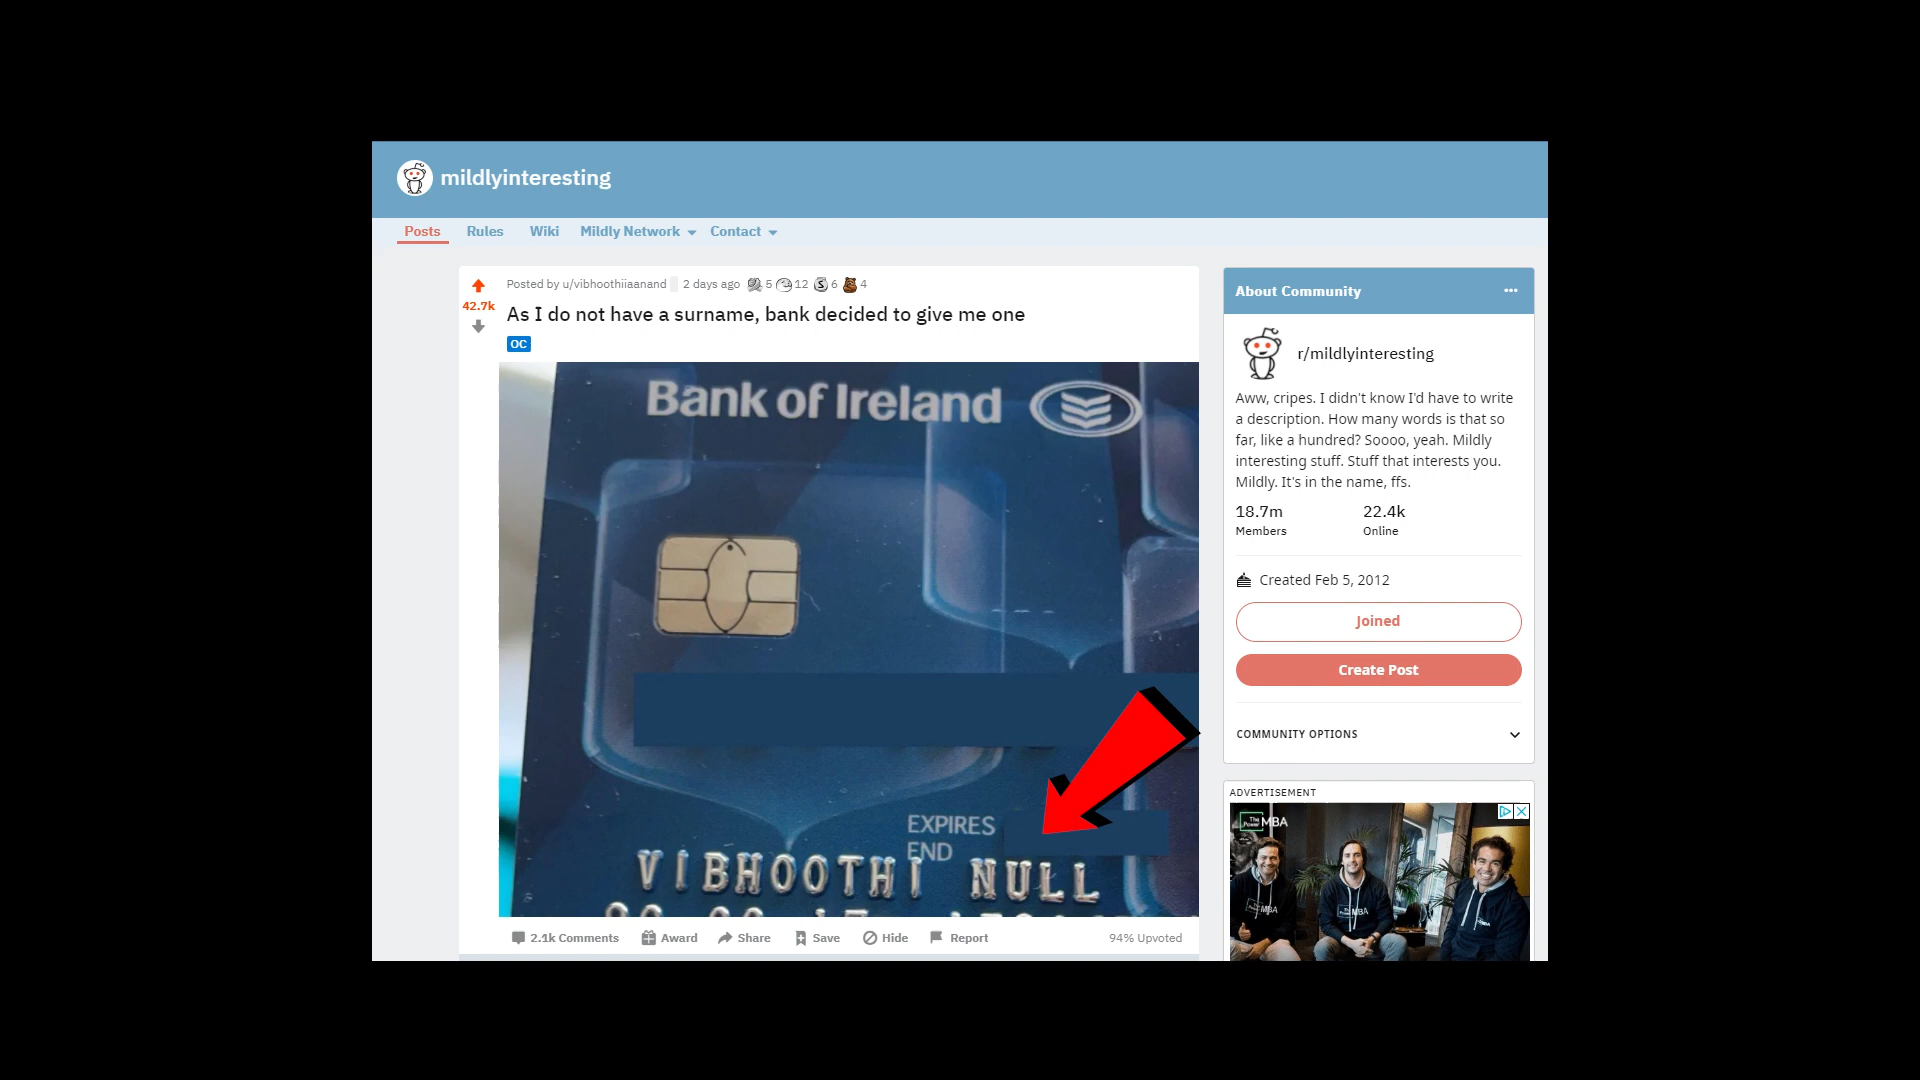 mildlyinteresting
Posts Rules Wiki Mildly Network Contact
Posted by u/vibhoothiiaanand 2 days ago 5 12 6 4
42.7k
As I do not have a surname, bank decided to give me one
OC
Bank of Ireland
EXPIRES
END
VIBHOOTHI NULL
2.1k Comments Award Share Save Hide Report 94% Upvoted
About Community
r/mildlyinteresting
Aww, cripes. I didn't know I'd have to write
a description. How many words is that so
far, like a hundred? Soooo, yeah. Mildly
interesting stuff. Stuff that interests you.
Mildly. It's in the name, ffs.
18.7m 22.4k
Members Online
Created Feb 5, 2012
Joined
Create Post
COMMUNITY OPTIONS
ADVERTISEMENT
The Power MBA
MBA
MBA